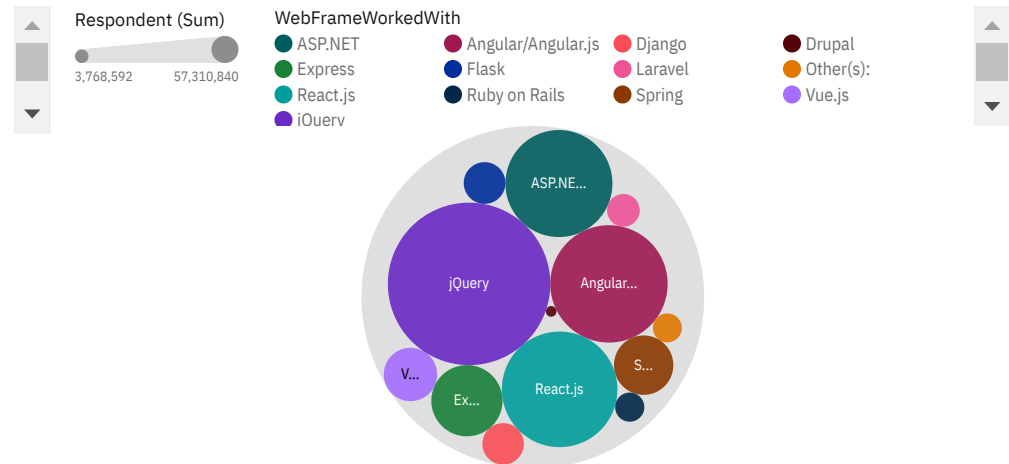 Respondent (Sum)
3,768,592 57,310,840
WebFrameWorkedWith
ASP.NET Angular/Angular.js Django Drupal
Express Flask Laravel Other(s):
React.js Ruby on Rails Spring Vue.js
jQuery
ASP.NE...
jQuery
Angular...
S...
V...
React.js
Ex...